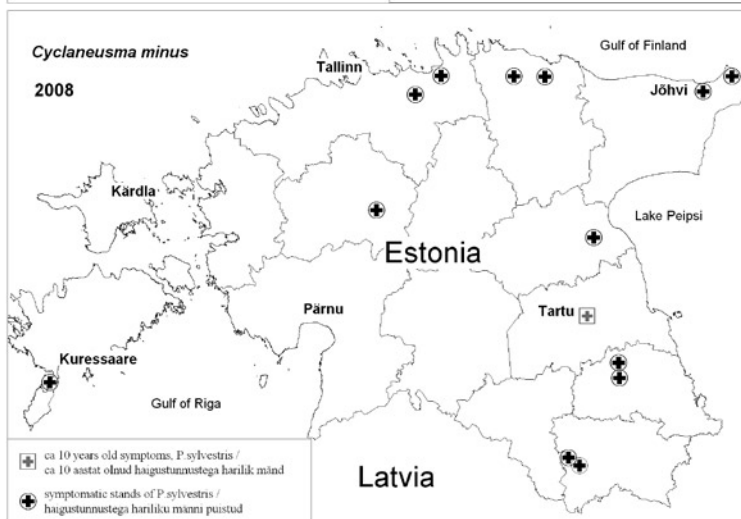 Cyclaneusma minus
2008
Gulf of Finland
Tallinn
Jõhvi
Kärdla
Lake Peipsi
Estonia
Pärnu
Tartu
Kuressaare
Gulf of Riga
Latvia
ca 10 years old symptoms, P.sylvestris /
ca 10 aastat olnud haigustunnustega harilik mänd
symptomatic stands of P.sylvestris /
haigustunnustega hariliku männi puistud